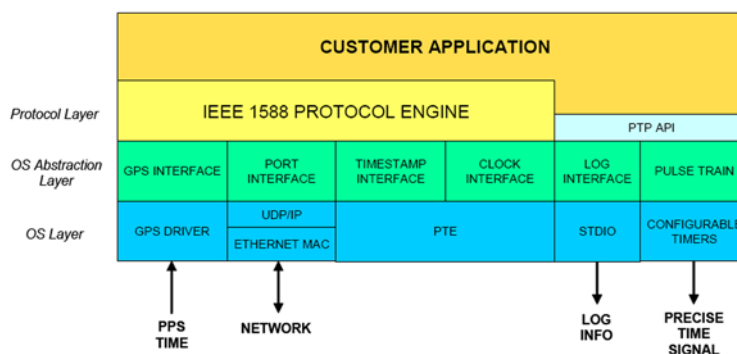 CUSTOMER APPLICATION
Protocol Layer
IEEE 1588 PROTOCOL ENGINE
PTP API
OS Abstraction
Layer
GPS INTERFACE
PORT
INTERFACE
TIMESTAMP
INTERFACE
CLOCK
INTERFACE
LOG
INTERFACE
PULSE TRAIN
OS Layer
GPS DRIVER
UDP/IP
ETHERNET MAC
PTE
STDIO
CONFIGURABLE
TIMERS
PPS
TIME
NETWORK
LOG
INFO
PRECISE
TIME
SIGNAL